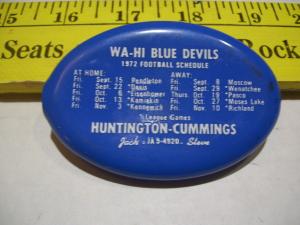 Seats
Rock
WA-HI BLUE DEVILS
1972 FOOTBALL SCHEDULE
AT HOME: AWAY:
Fri. Sept. 15 Pendleton Fri. Sept 8 Moscow
Fri. Sept. 22 *Davis Fri. Sept 29 *Wenatchee
Fri. Oct. 6 *Eisenhower Thurs. Oct. 19 *Pasco
Fri. Oct. 13 *Kamiakin Fri. Oct 27 *Moses Lake
Fri. Nov. 3 *Kennewick Fri. Nov 10 *Richland
*League Games
HUNTINGTON-CUMMINGS
Jack - JA 5-4920 - Steve